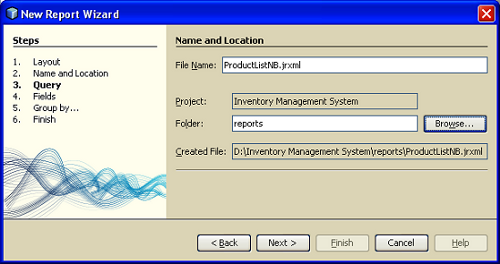 New Report Wizard
Steps
1. Layout
2. Name and Location
3. Query
4. Fields
5. Group by...
6. Finish
Name and Location
File Name: ProductListNB.jrxml
Project: Inventory Management System
Folder: reports Browse...
Created File: D:\Inventory Management System\reports\ProductListNB.jrxml
< Back Next > Finish Cancel Help